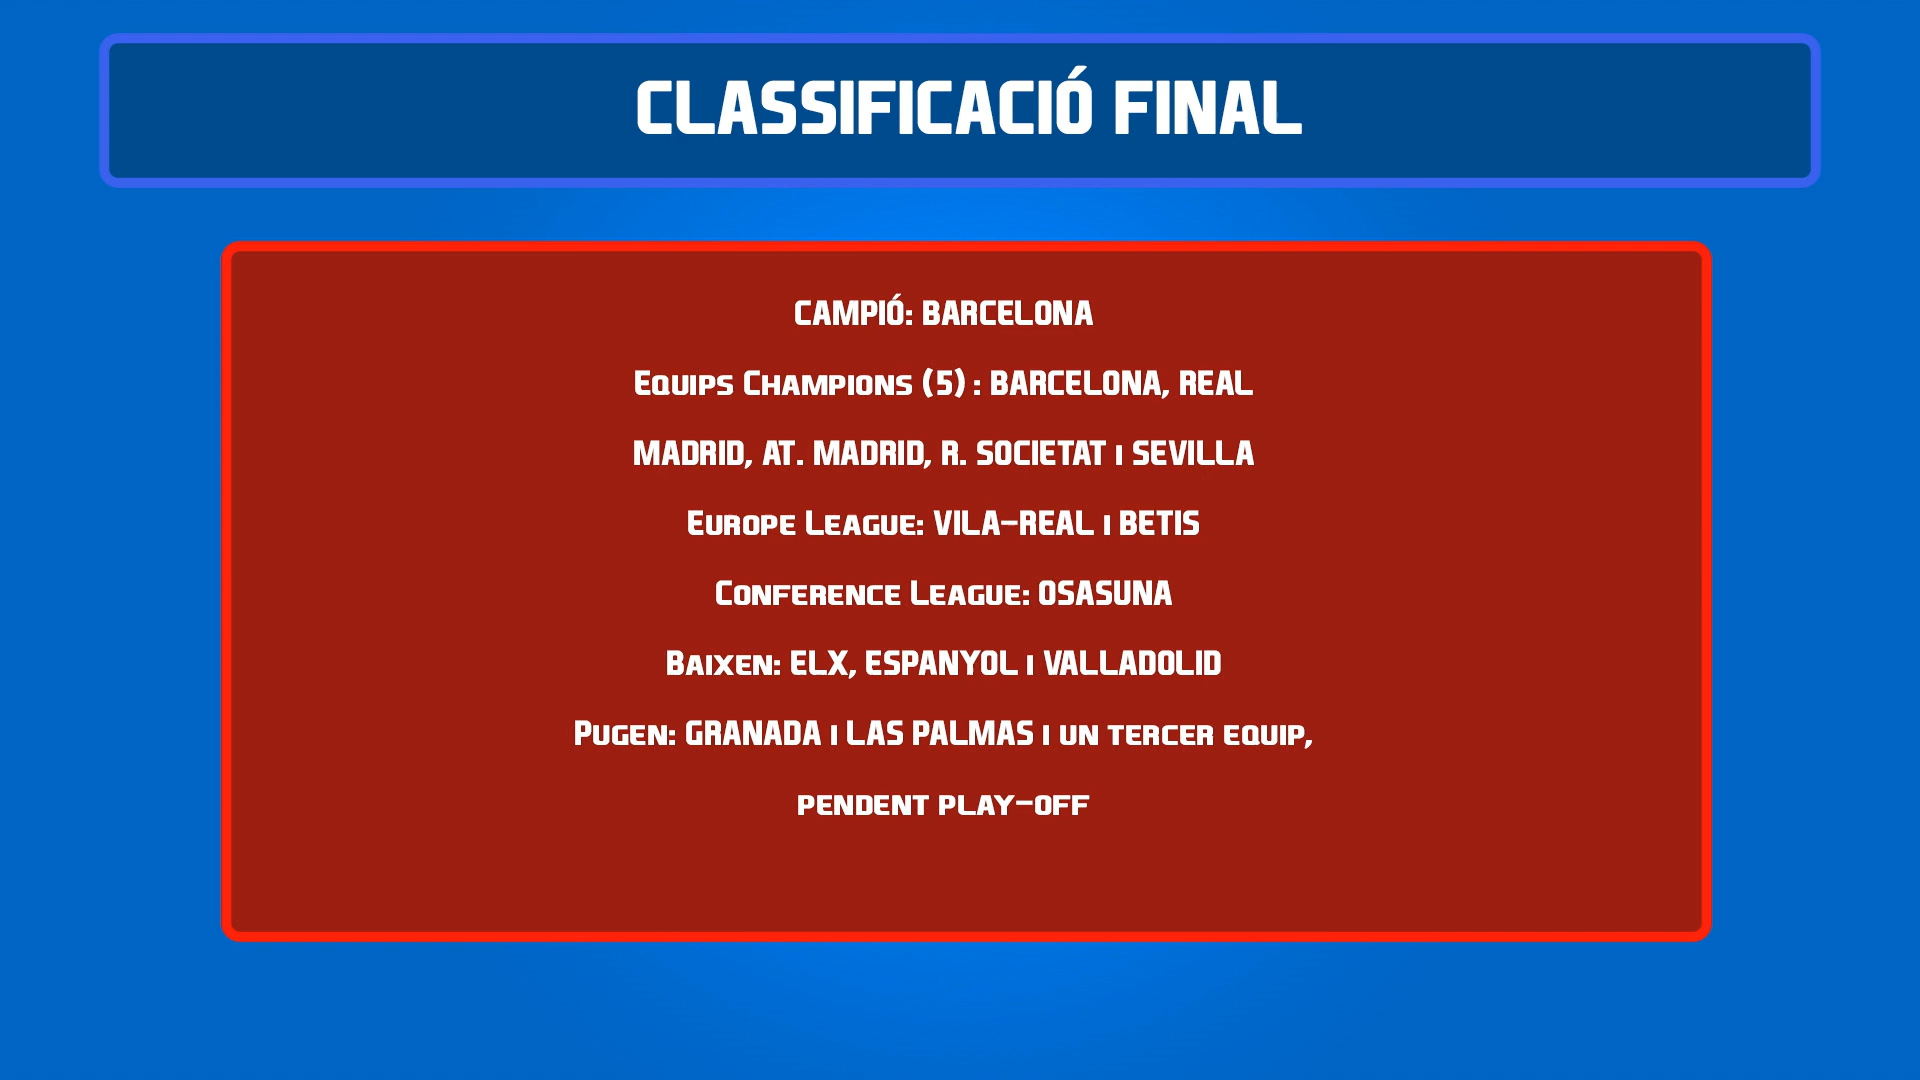 CLASSIFICACIÓ FINAL
CAMPIÓ: BARCELONA
Equips Champions (5) : BARCELONA, REAL
MADRID, AT. MADRID, R. SOCIETAT i SEVILLA
Europe League: VILA-REAL i BETIS
Conference League: OSASUNA
Baixen: ELX, ESPANYOL i VALLADOLID
Pugen: GRANADA i LAS PALMAS i un tercer equip,
pendent play-off